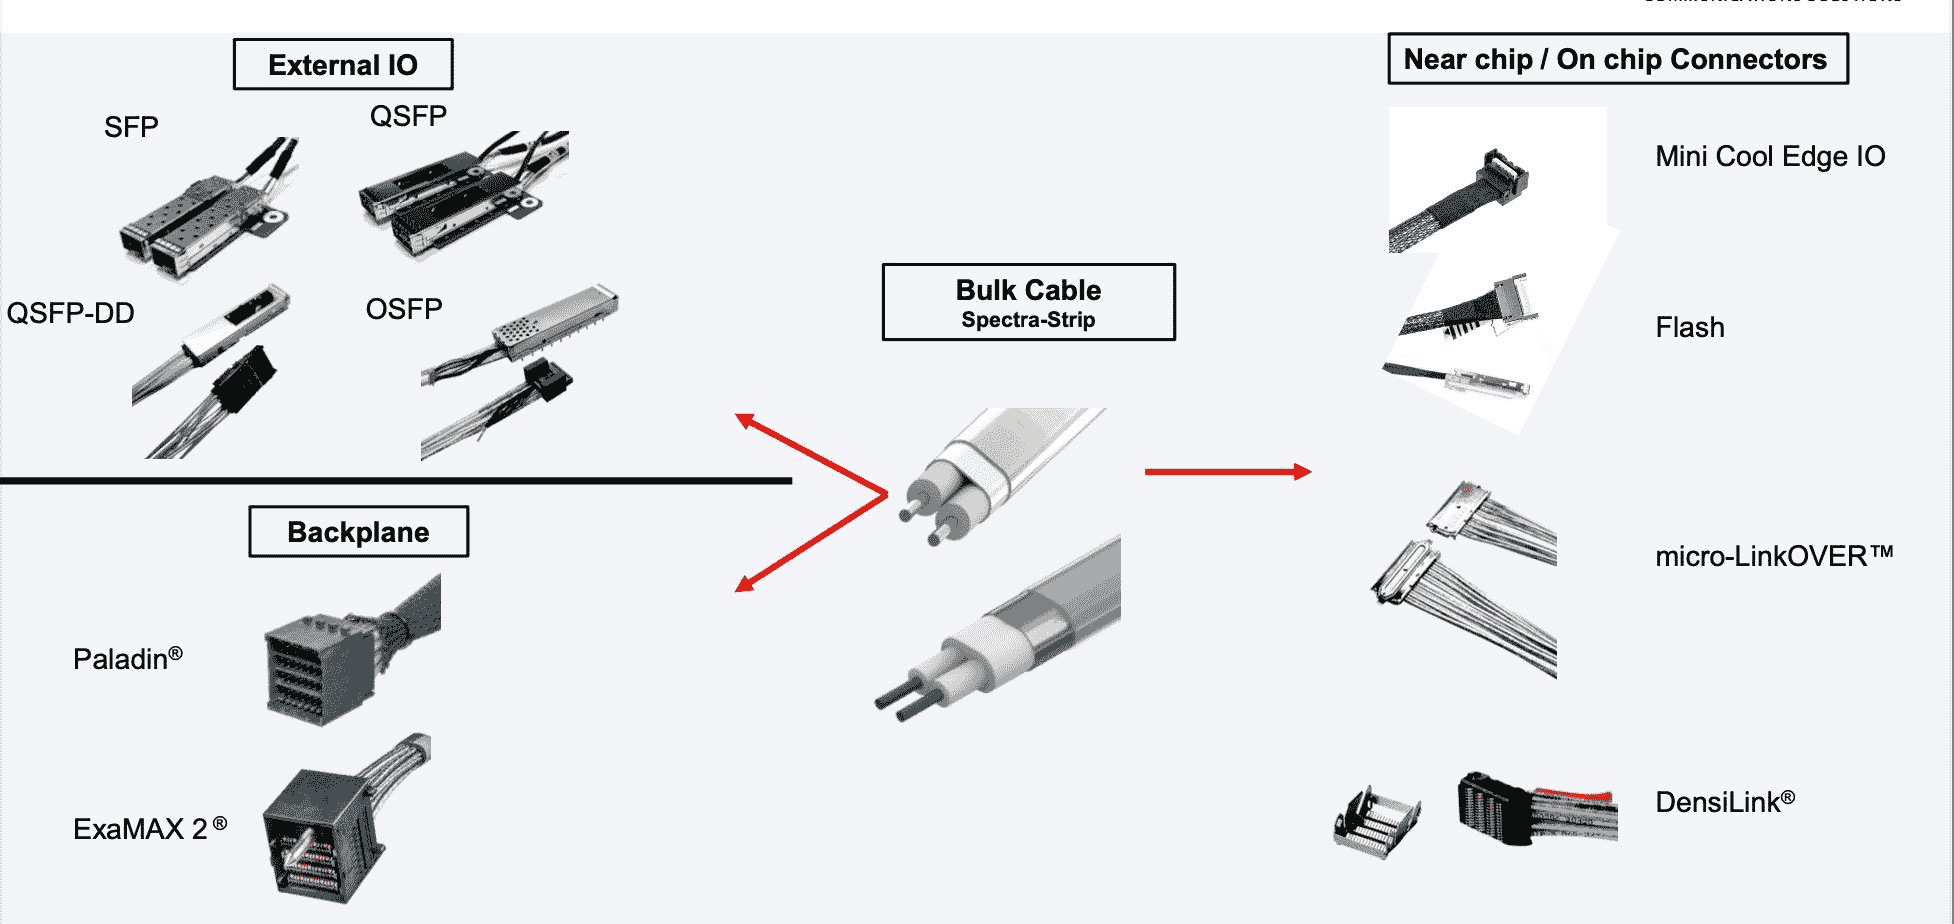 External IO
SFP
QSFP
QSFP-DD
OSFP
Backplane
Paladin®
ExaMAX 2®
Bulk Cable
Spectra-Strip
Near chip / On chip Connectors
Mini Cool Edge IO
Flash
micro-LinkOVER™
DensiLink®